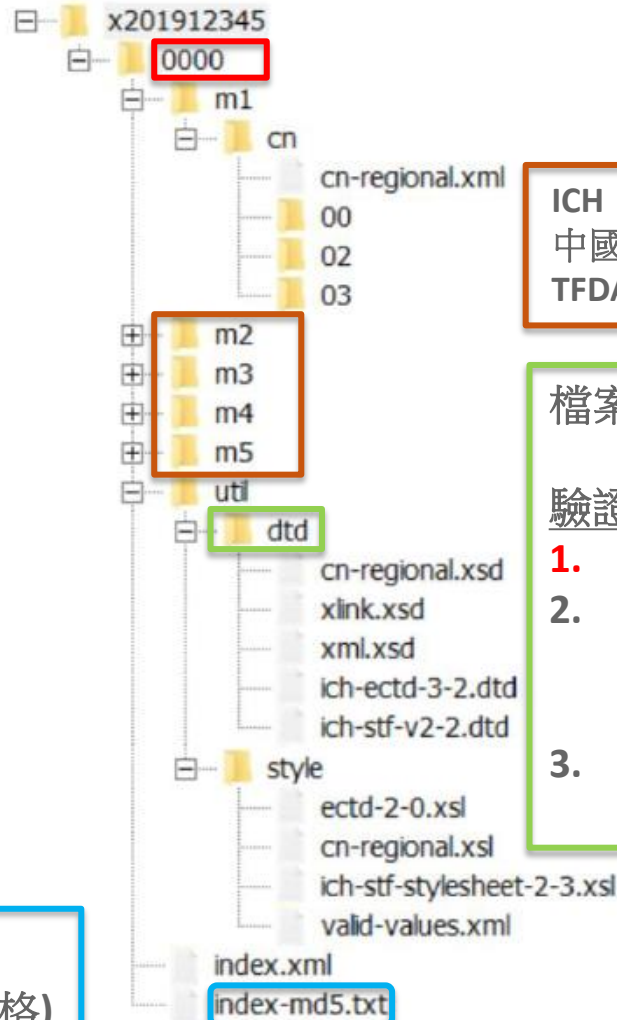 x201912345
0000
m1
cn
cn-regional.xml
00
02
03
m2
m3
m4
m5
util
dtd
cn-regional.xsd
xlink.xsd
xml.xsd
ich-ectd-3-2.dtd
ich-stf-v2-2.dtd
style
ectd-2-0.xsl
cn-regional.xsl
ich-stf-stylesheet-2-3.xsl
valid-values.xml
index.xml
index-md5.txt
ICH
中國
TFDA
檔案
驗證
1.
2.
3.
格)